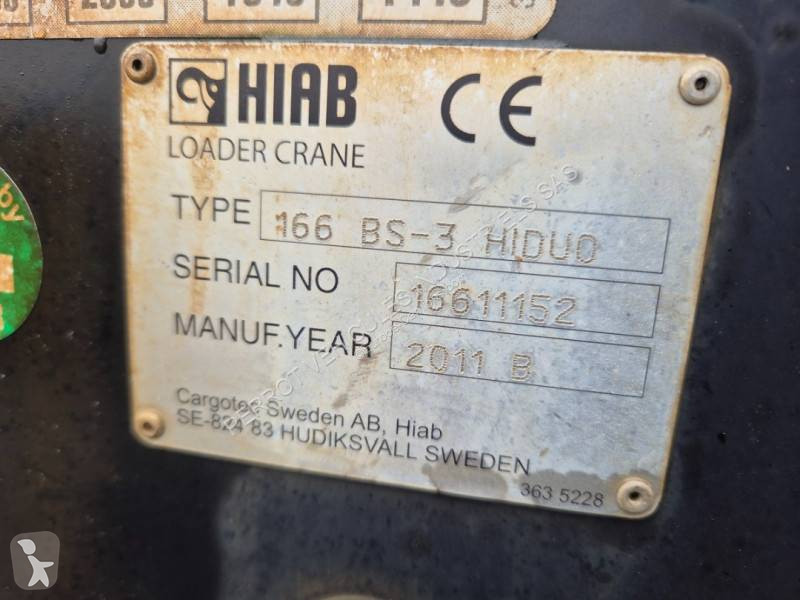 HIAB CE
LOADER CRANE
TYPE 166 BS-3 HIDUO
SERIAL NO 16611152
MANUF.YEAR 2011 B
Cargotec Sweden AB, Hiab
SE-824 83 HUDIKSVALL SWEDEN
363 5228
by